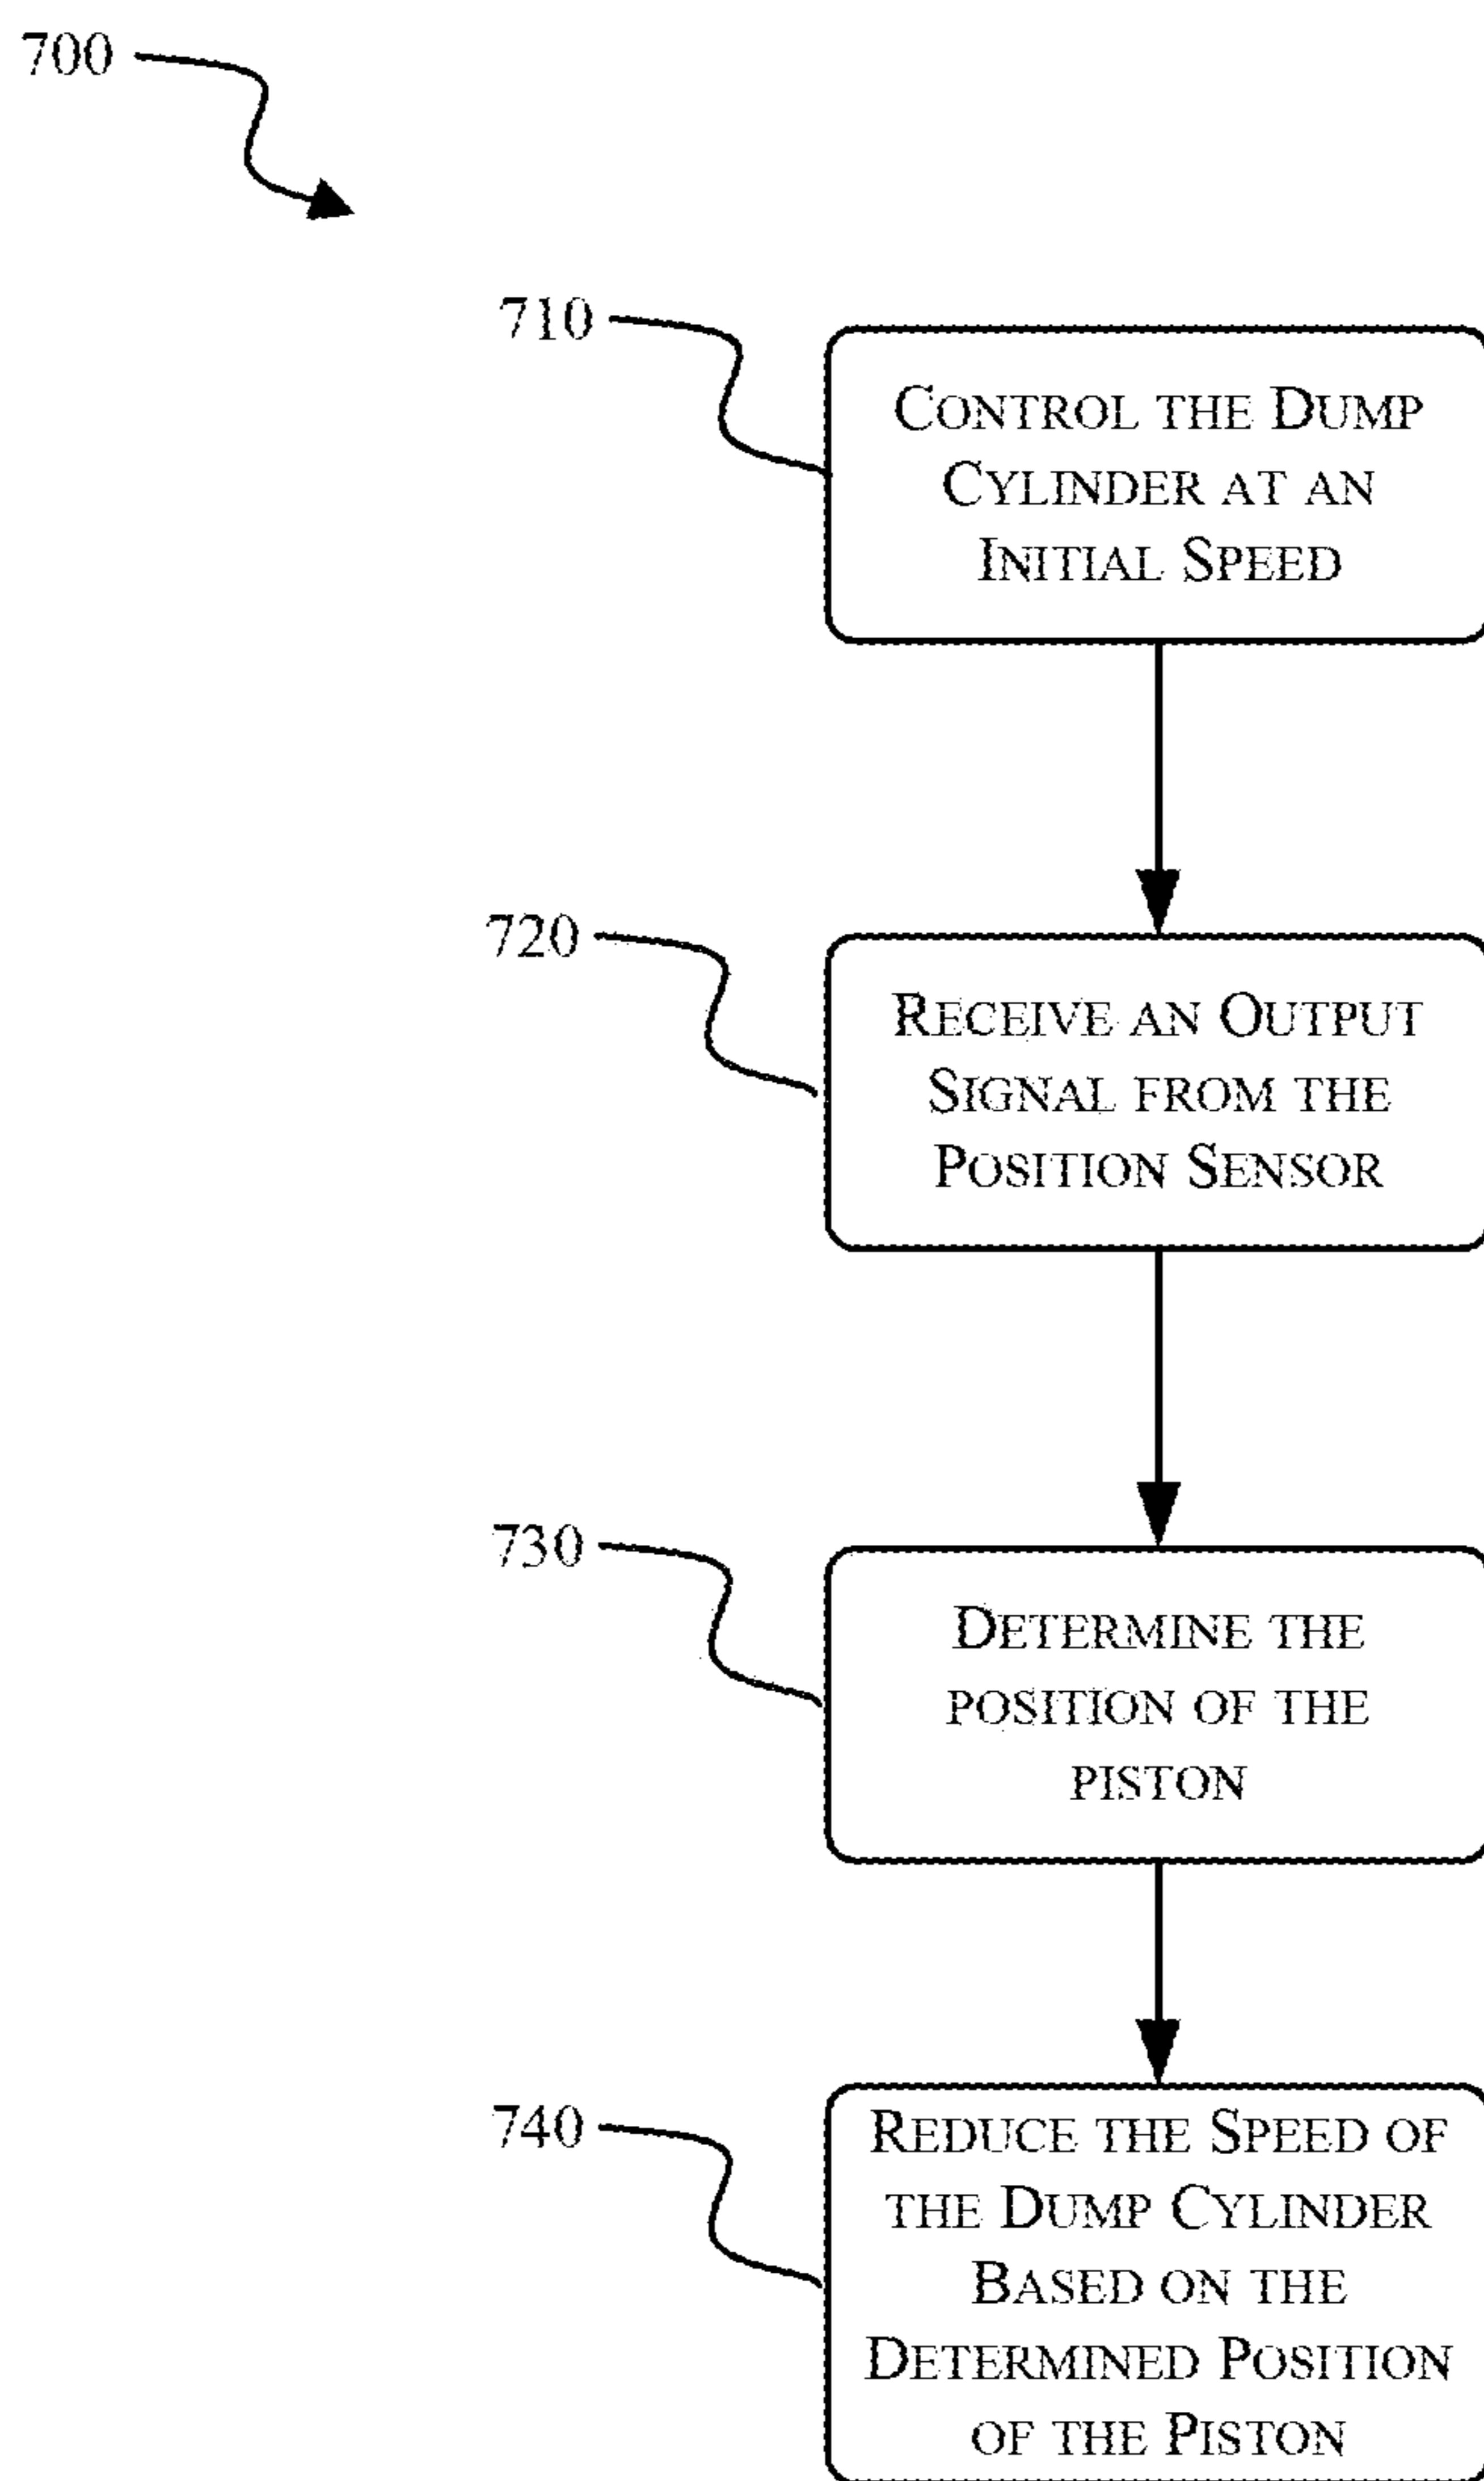 700
710
CONTROL THE DUMP
CYLINDER AT AN
INITIAL SPEED
720
RECEIVE AN OUTPUT
SIGNAL FROM THE
POSITION SENSOR
730
DETERMINE THE
POSITION OF THE
PISTON
740
REDUCE THE SPEED OF
THE DUMP CYLINDER
BASED ON THE
DETERMINED POSITION
OF THE PISTON